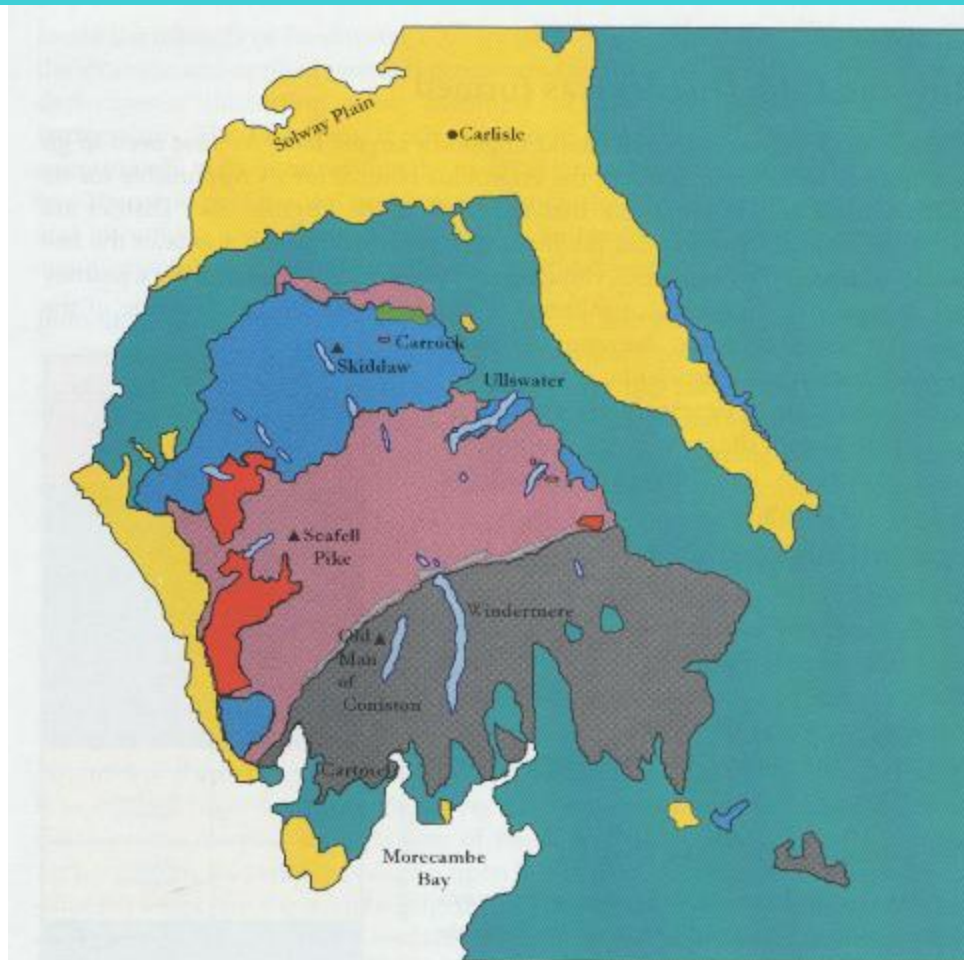 Solway Plain
Carlisle
Carrock
Skiddaw
Ullswater
Scafell
Pike
Windermere
Old
Man
of
Coniston
Cartmel
Morecambe
Bay